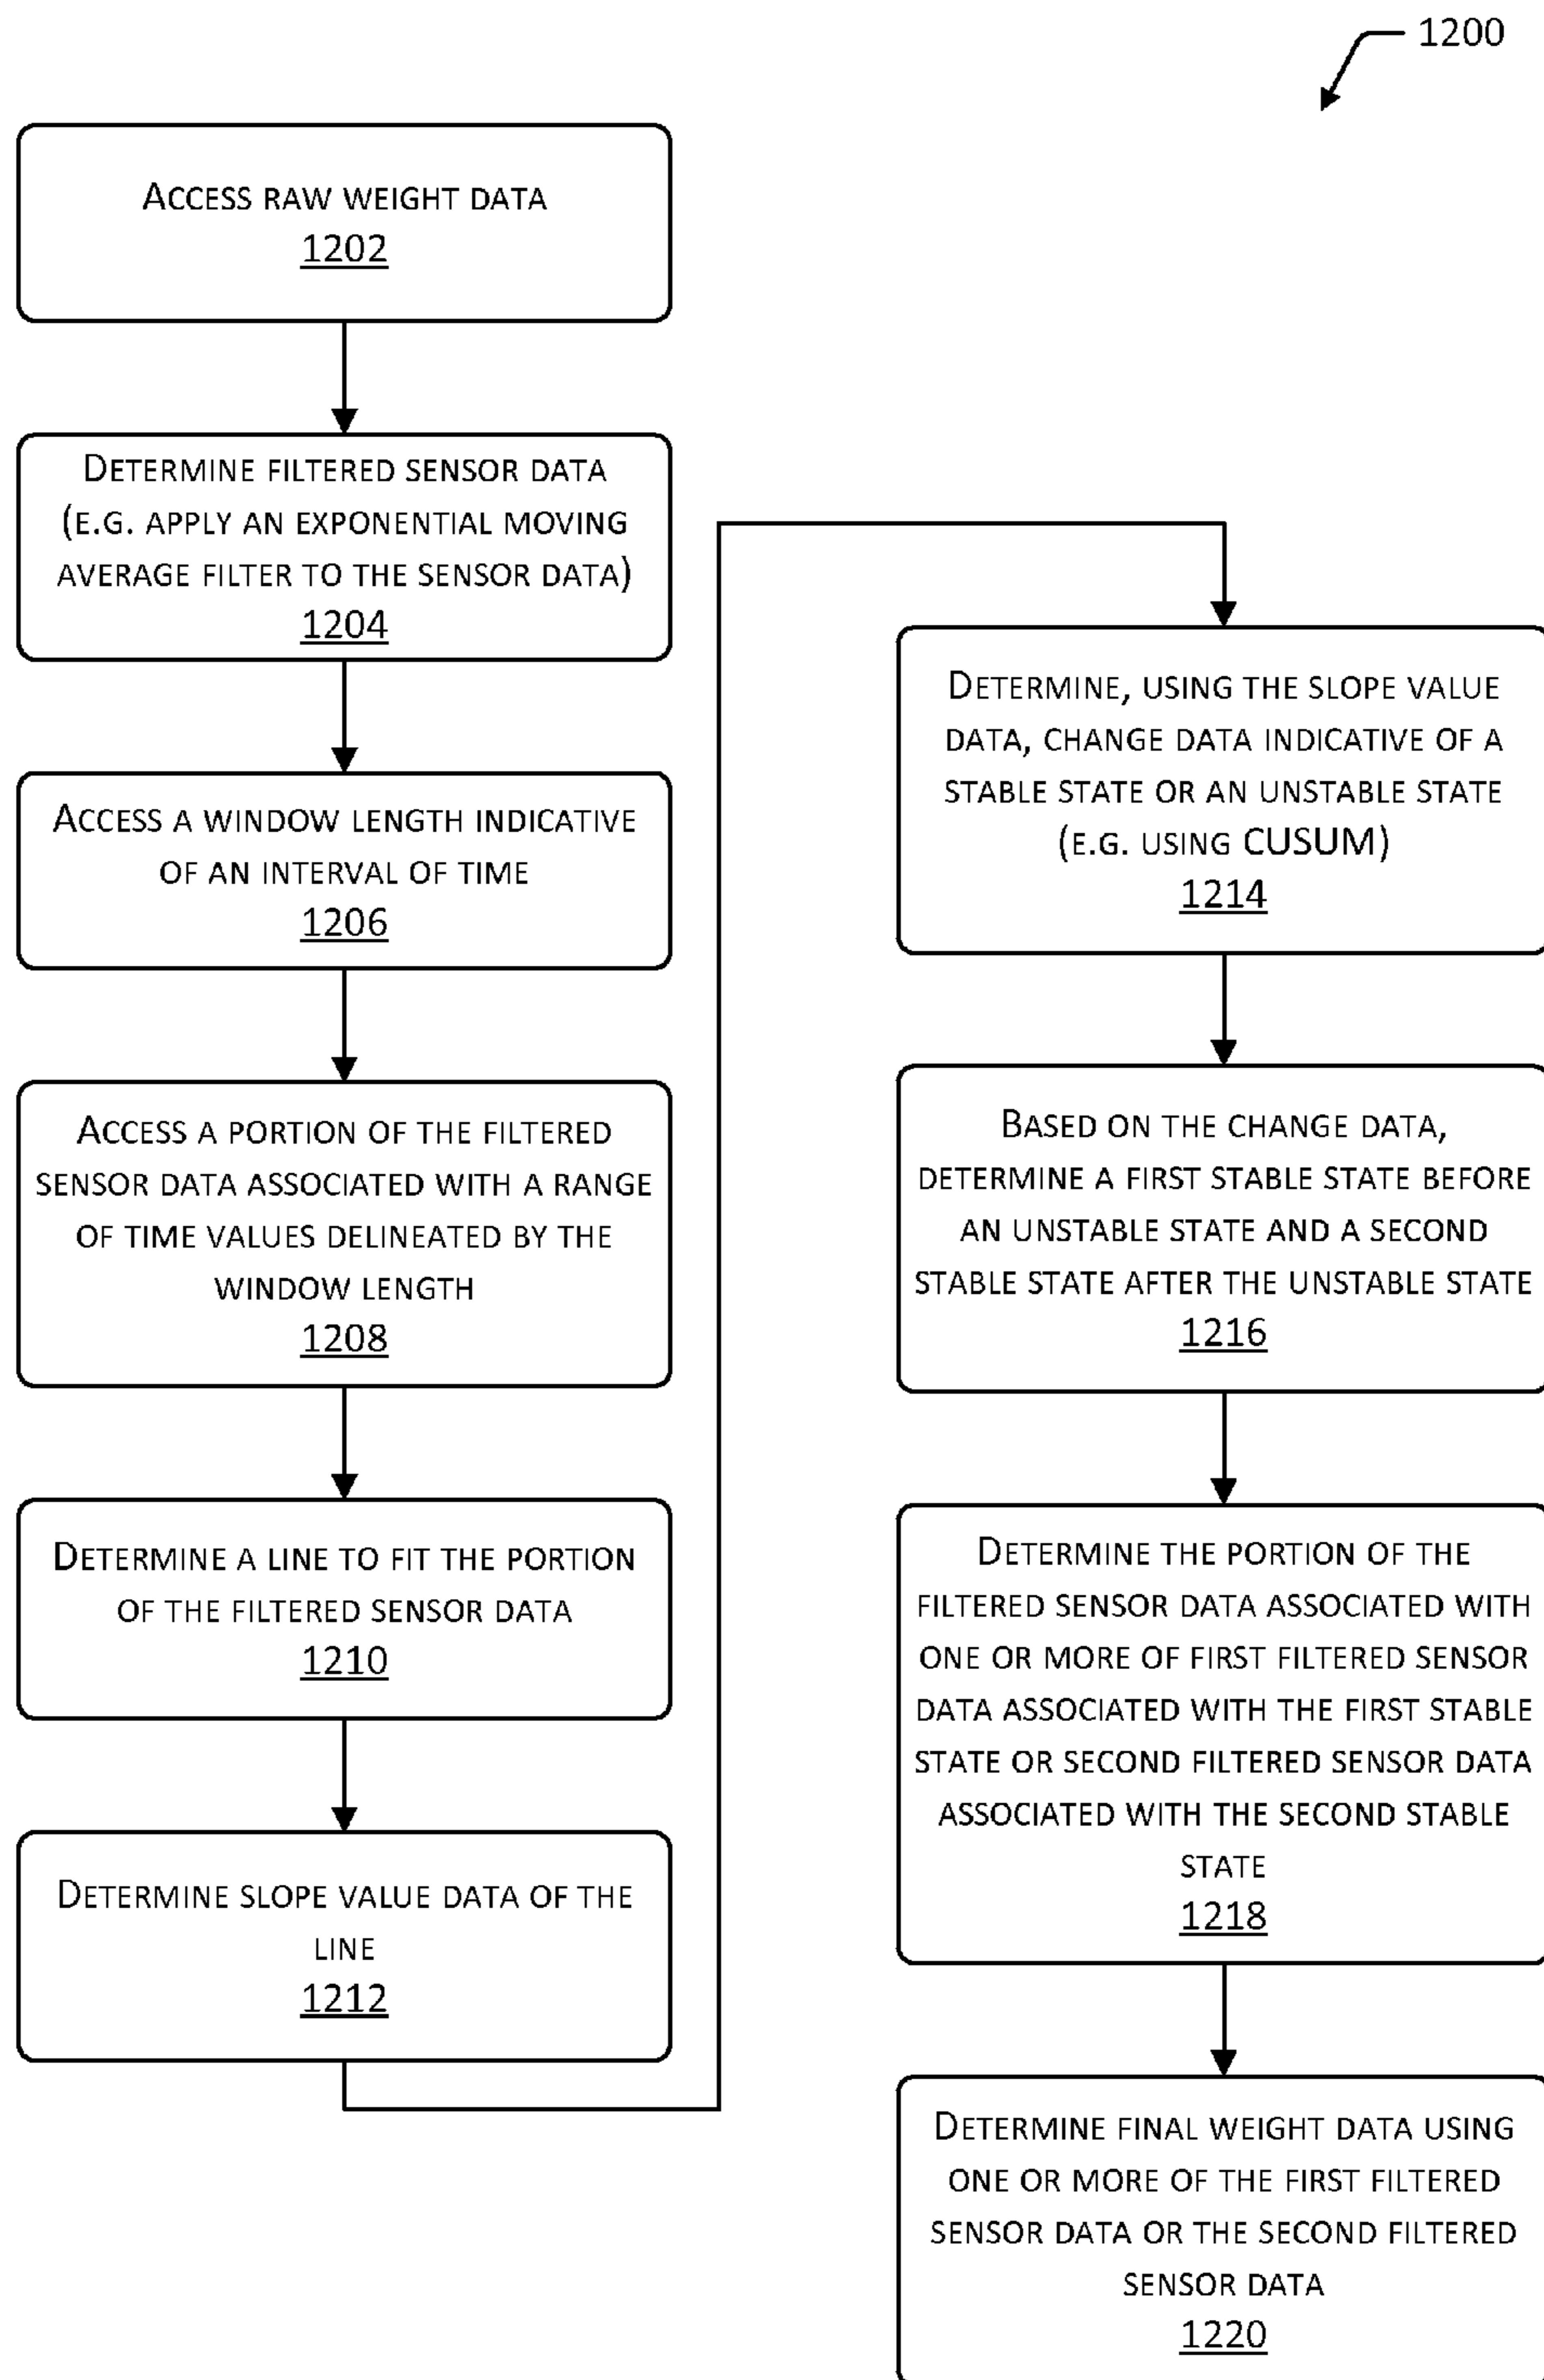 1200
Access raw weight data
1202
Determine filtered sensor data
(e.g. apply an exponential moving
average filter to the sensor data)
1204
Access a window length indicative
of an interval of time
1206
Access a portion of the filtered
sensor data associated with a range
of time values delineated by the
window length
1208
Determine a line to fit the portion
of the filtered sensor data
1210
Determine slope value data of the
line
1212
Determine, using the slope value
data, change data indicative of a
stable state or an unstable state
(e.g. using CUSUM)
1214
Based on the change data,
determine a first stable state before
an unstable state and a second
stable state after the unstable state
1216
Determine the portion of the
filtered sensor data associated with
one or more of first filtered sensor
data associated with the first stable
state or second filtered sensor data
associated with the second stable
state
1218
Determine final weight data using
one or more of the first filtered
sensor data or the second filtered
sensor data
1220